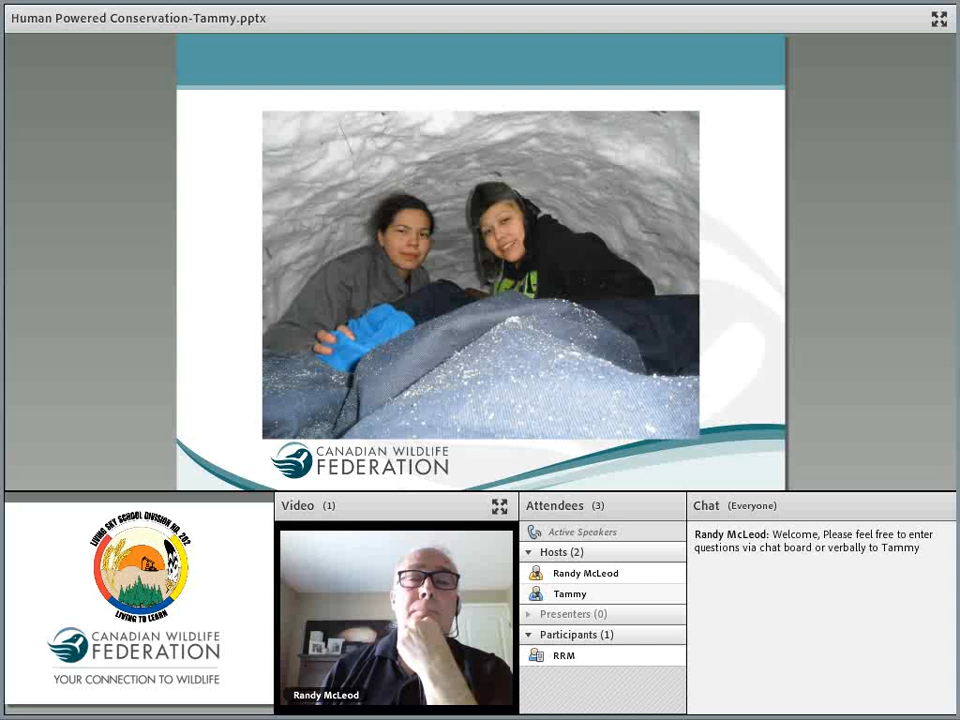 Human Powered Conservation-Tammy.pptx
CANADIAN WILDLIFE
FEDERATION
LIVING SKY SCHOOL DIVISION NO. 202
LIVING TO LEARN
CANADIAN WILDLIFE
FEDERATION
YOUR CONNECTION TO WILDLIFE
Video (1)
Randy McLeod
Attendees (3)
Active Speakers
Hosts (2)
Randy McLeod
Tammy
Presenters (0)
Participants (1)
RRM
Chat (Everyone)
Randy McLeod: Welcome, Please feel free to enter
questions via chat board or verbally to Tammy